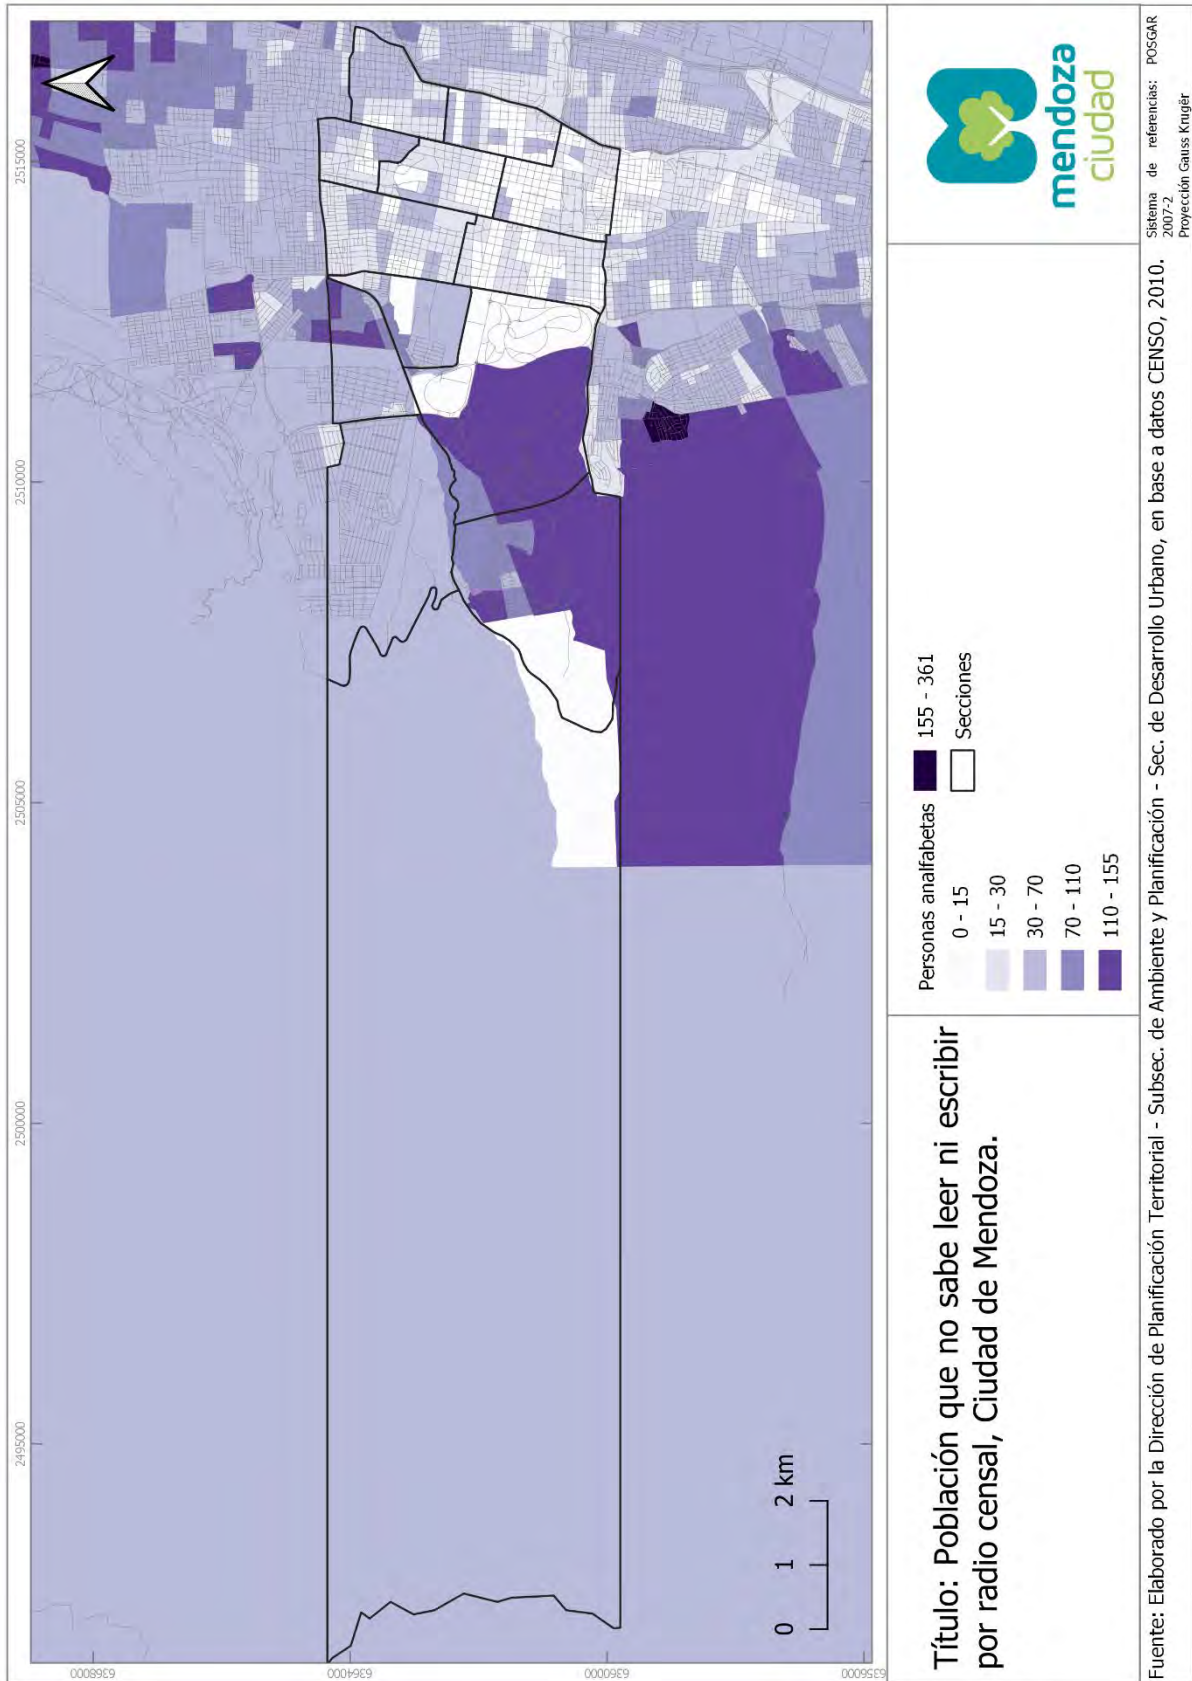 2495000
2500000
2505000
2510000
2515000
6368000
6364000
6360000
6356000
0 1 2 km
Título: Población que no sabe leer ni escribir
por radio censal, Ciudad de Mendoza.
Personas analfabetas
0 - 15
15 - 30
30 - 70
70 - 110
110 - 155
155 - 361
Secciones
mendoza
ciudad
Fuente: Elaborado por la Dirección de Planificación Territorial - Subsec. de Ambiente y Planificación - Sec. de Desarrollo Urbano, en base a datos CENSO, 2010.
Sistema de referencias: POSGAR
2007-2
Proyección Gauss Krugër